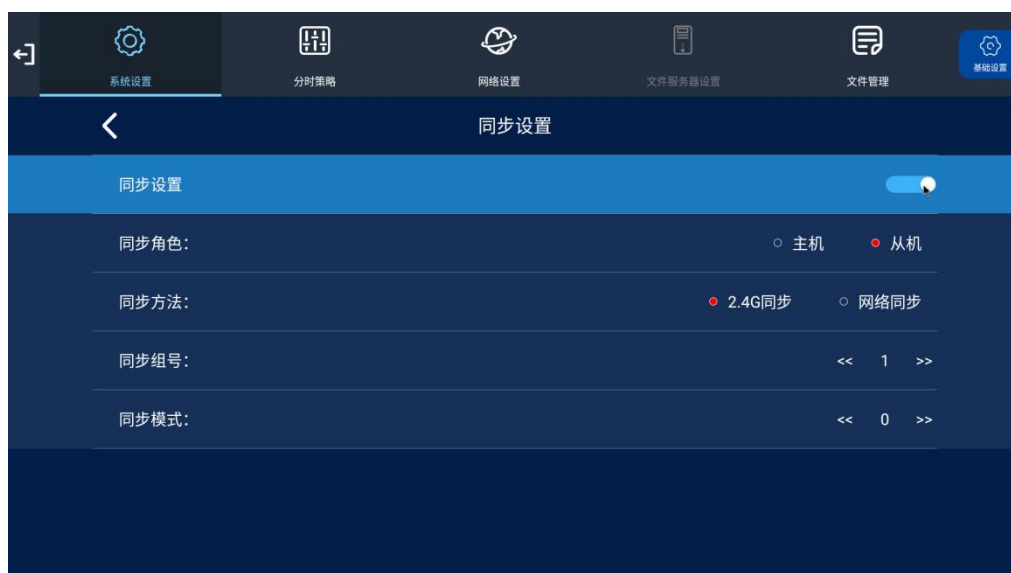 系统设置
分时策略
网络设置
文件服务器设置
文件管理
基础设置
同步设置
同步设置
同步角色：
主机
从机
同步方法：
2.4G同步
网络同步
同步组号：
<< 1 >>
同步模式：
<< 0 >>